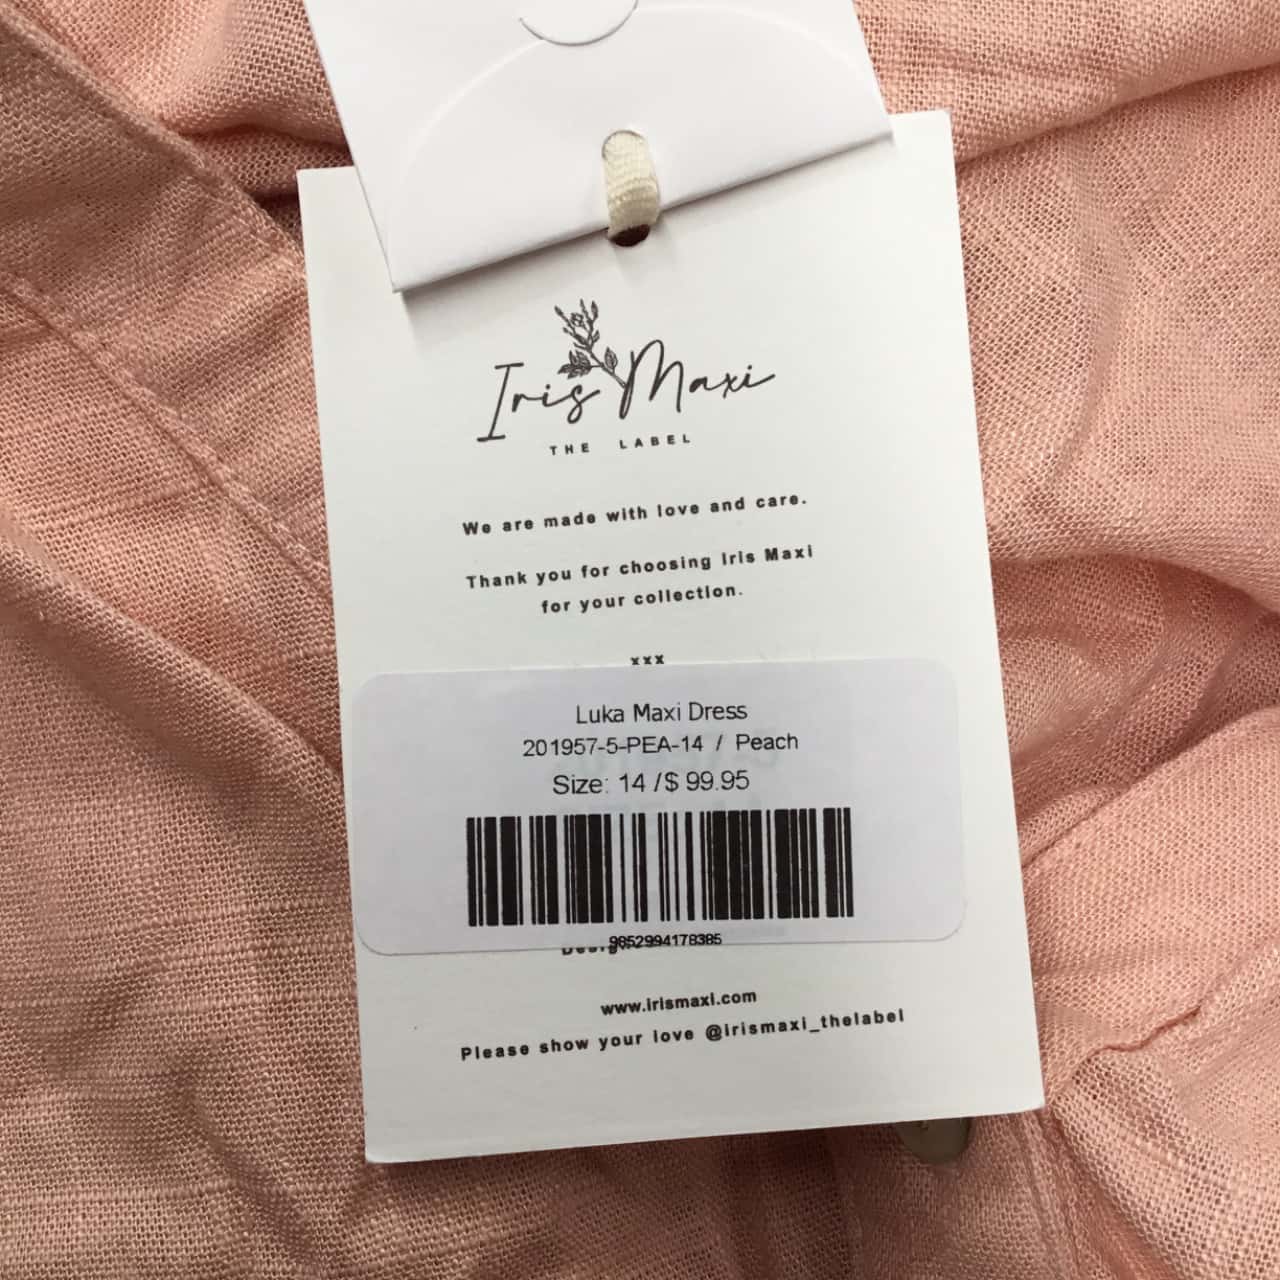 Iris Maxi
THE LABEL
We are made with love and care.
Thank you for choosing Iris Maxi
for your collection.
xxx
Luka Maxi Dress
201957-5-PEA-14 / Peach
Size: 14 /$ 99.95
9852994178385
www.irismaxi.com
Please show your love @irismaxi_thelabel